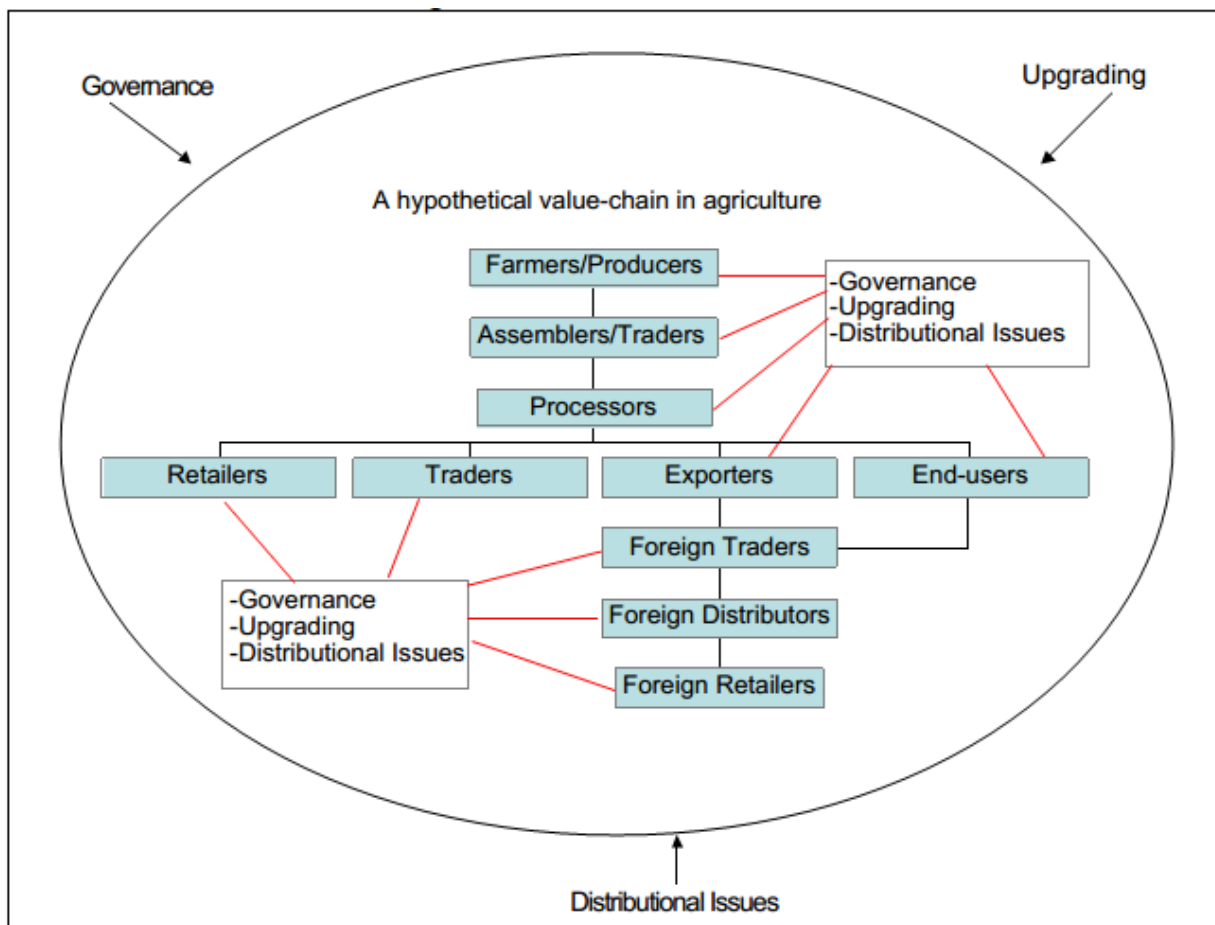 Governance
Upgrading
A hypothetical value-chain in agriculture
Farmers/Producers
-Governance
-Upgrading
-Distributional Issues
Assemblers/Traders
Processors
Retailers
Traders
Exporters
End-users
Foreign Traders
-Governance
-Upgrading
-Distributional Issues
Foreign Distributors
Foreign Retailers
Distributional Issues